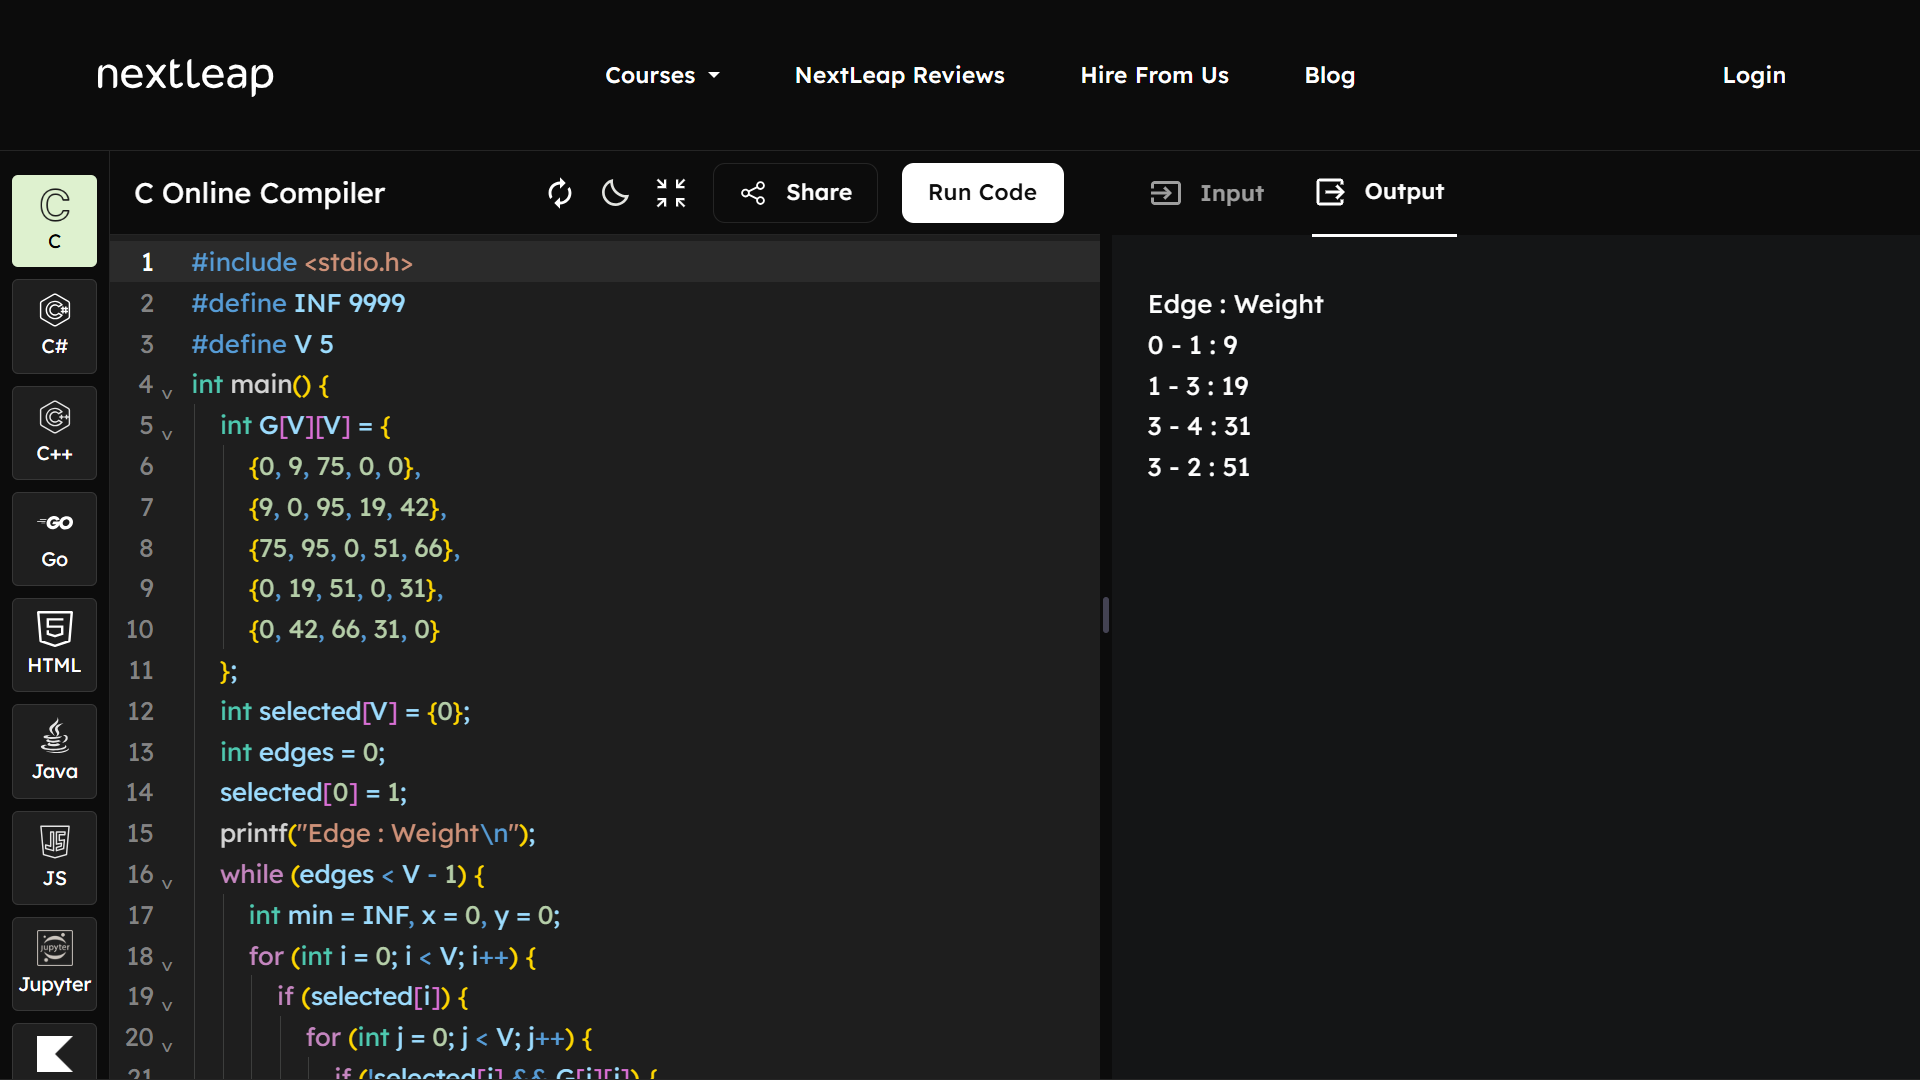 nextleap
Courses
NextLeap Reviews
Hire From Us
Blog
Login
C
C
C#
C++
GO
Go
HTML
Java
JS
Jupyter
Jupyter
C Online Compiler
Share
Run Code
Input
Output
1 #include <stdio.h>
2 #define INF 9999
3 #define V 5
4 int main() {
5 int G[V][V] = {
6 {0, 9, 75, 0, 0},
7 {9, 0, 95, 19, 42},
8 {75, 95, 0, 51, 66},
9 {0, 19, 51, 0, 31},
10 {0, 42, 66, 31, 0}
11 };
12 int selected[V] = {0};
13 int edges = 0;
14 selected[0] = 1;
15 printf("Edge : Weight\n");
16 while (edges < V - 1) {
17 int min = INF, x = 0, y = 0;
18 for (int i = 0; i < V; i++) {
19 if (selected[i]) {
20 for (int j = 0; j < V; j++) {
21 if (!selected[j] && G[i][j]) {
Edge : Weight
0 - 1 : 9
1 - 3 : 19
3 - 4 : 31
3 - 2 : 51